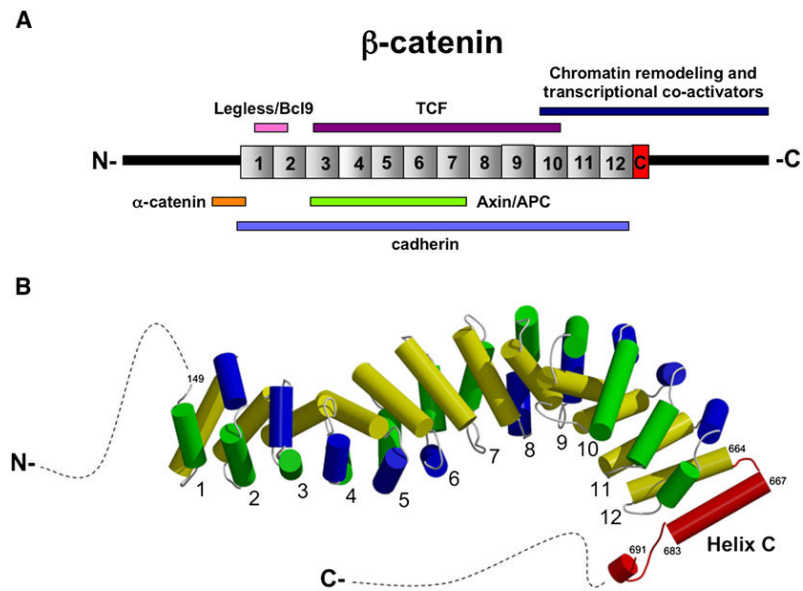 A
β-catenin
Chromatin remodeling and
transcriptional co-activators
Legless/Bcl9
TCF
N-
1 2 3 4 5 6 7 8 9 10 11 12 C
-C
α-catenin
Axin/APC
cadherin
B
149
N-
1
2
3
4
5
6
7
8
9
10
11
12
664
667
Helix C
683
691
C-